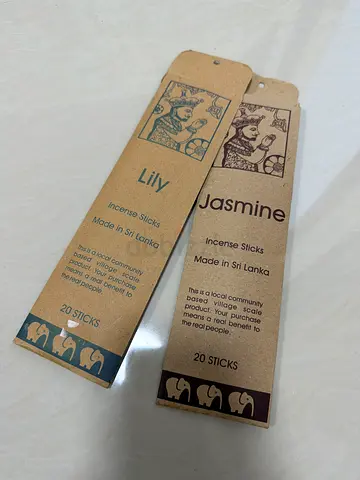 Lily
Incense Sticks
Made in Sri Lanka
This is a local community
based village scale
product. Your purchase
means a real benefit to
the real people.
20 STICKS
Jasmine
Incense Sticks
Made in Sri Lanka
This is a local community
based village scale
product. Your purchase
means a real benefit to
the real people.
20 STICKS